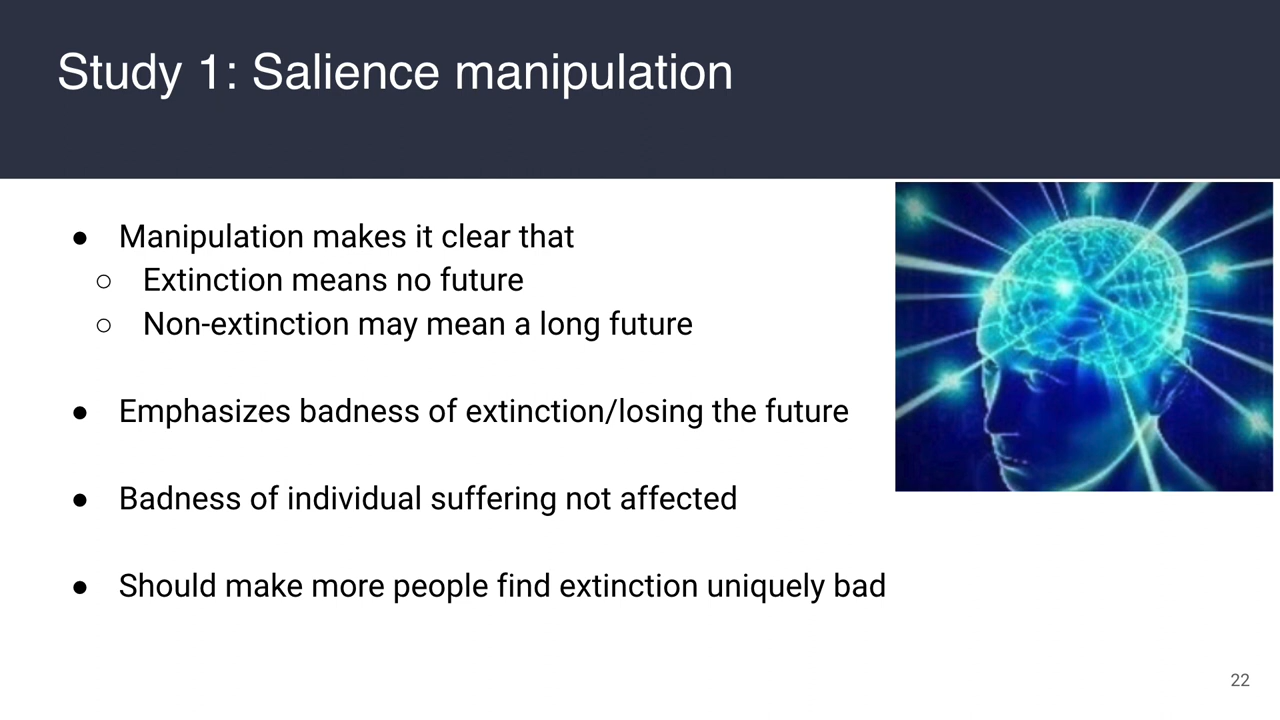 Study 1: Salience manipulation
● Manipulation makes it clear that
○ Extinction means no future
○ Non-extinction may mean a long future
● Emphasizes badness of extinction/losing the future
● Badness of individual suffering not affected
● Should make more people find extinction uniquely bad
22